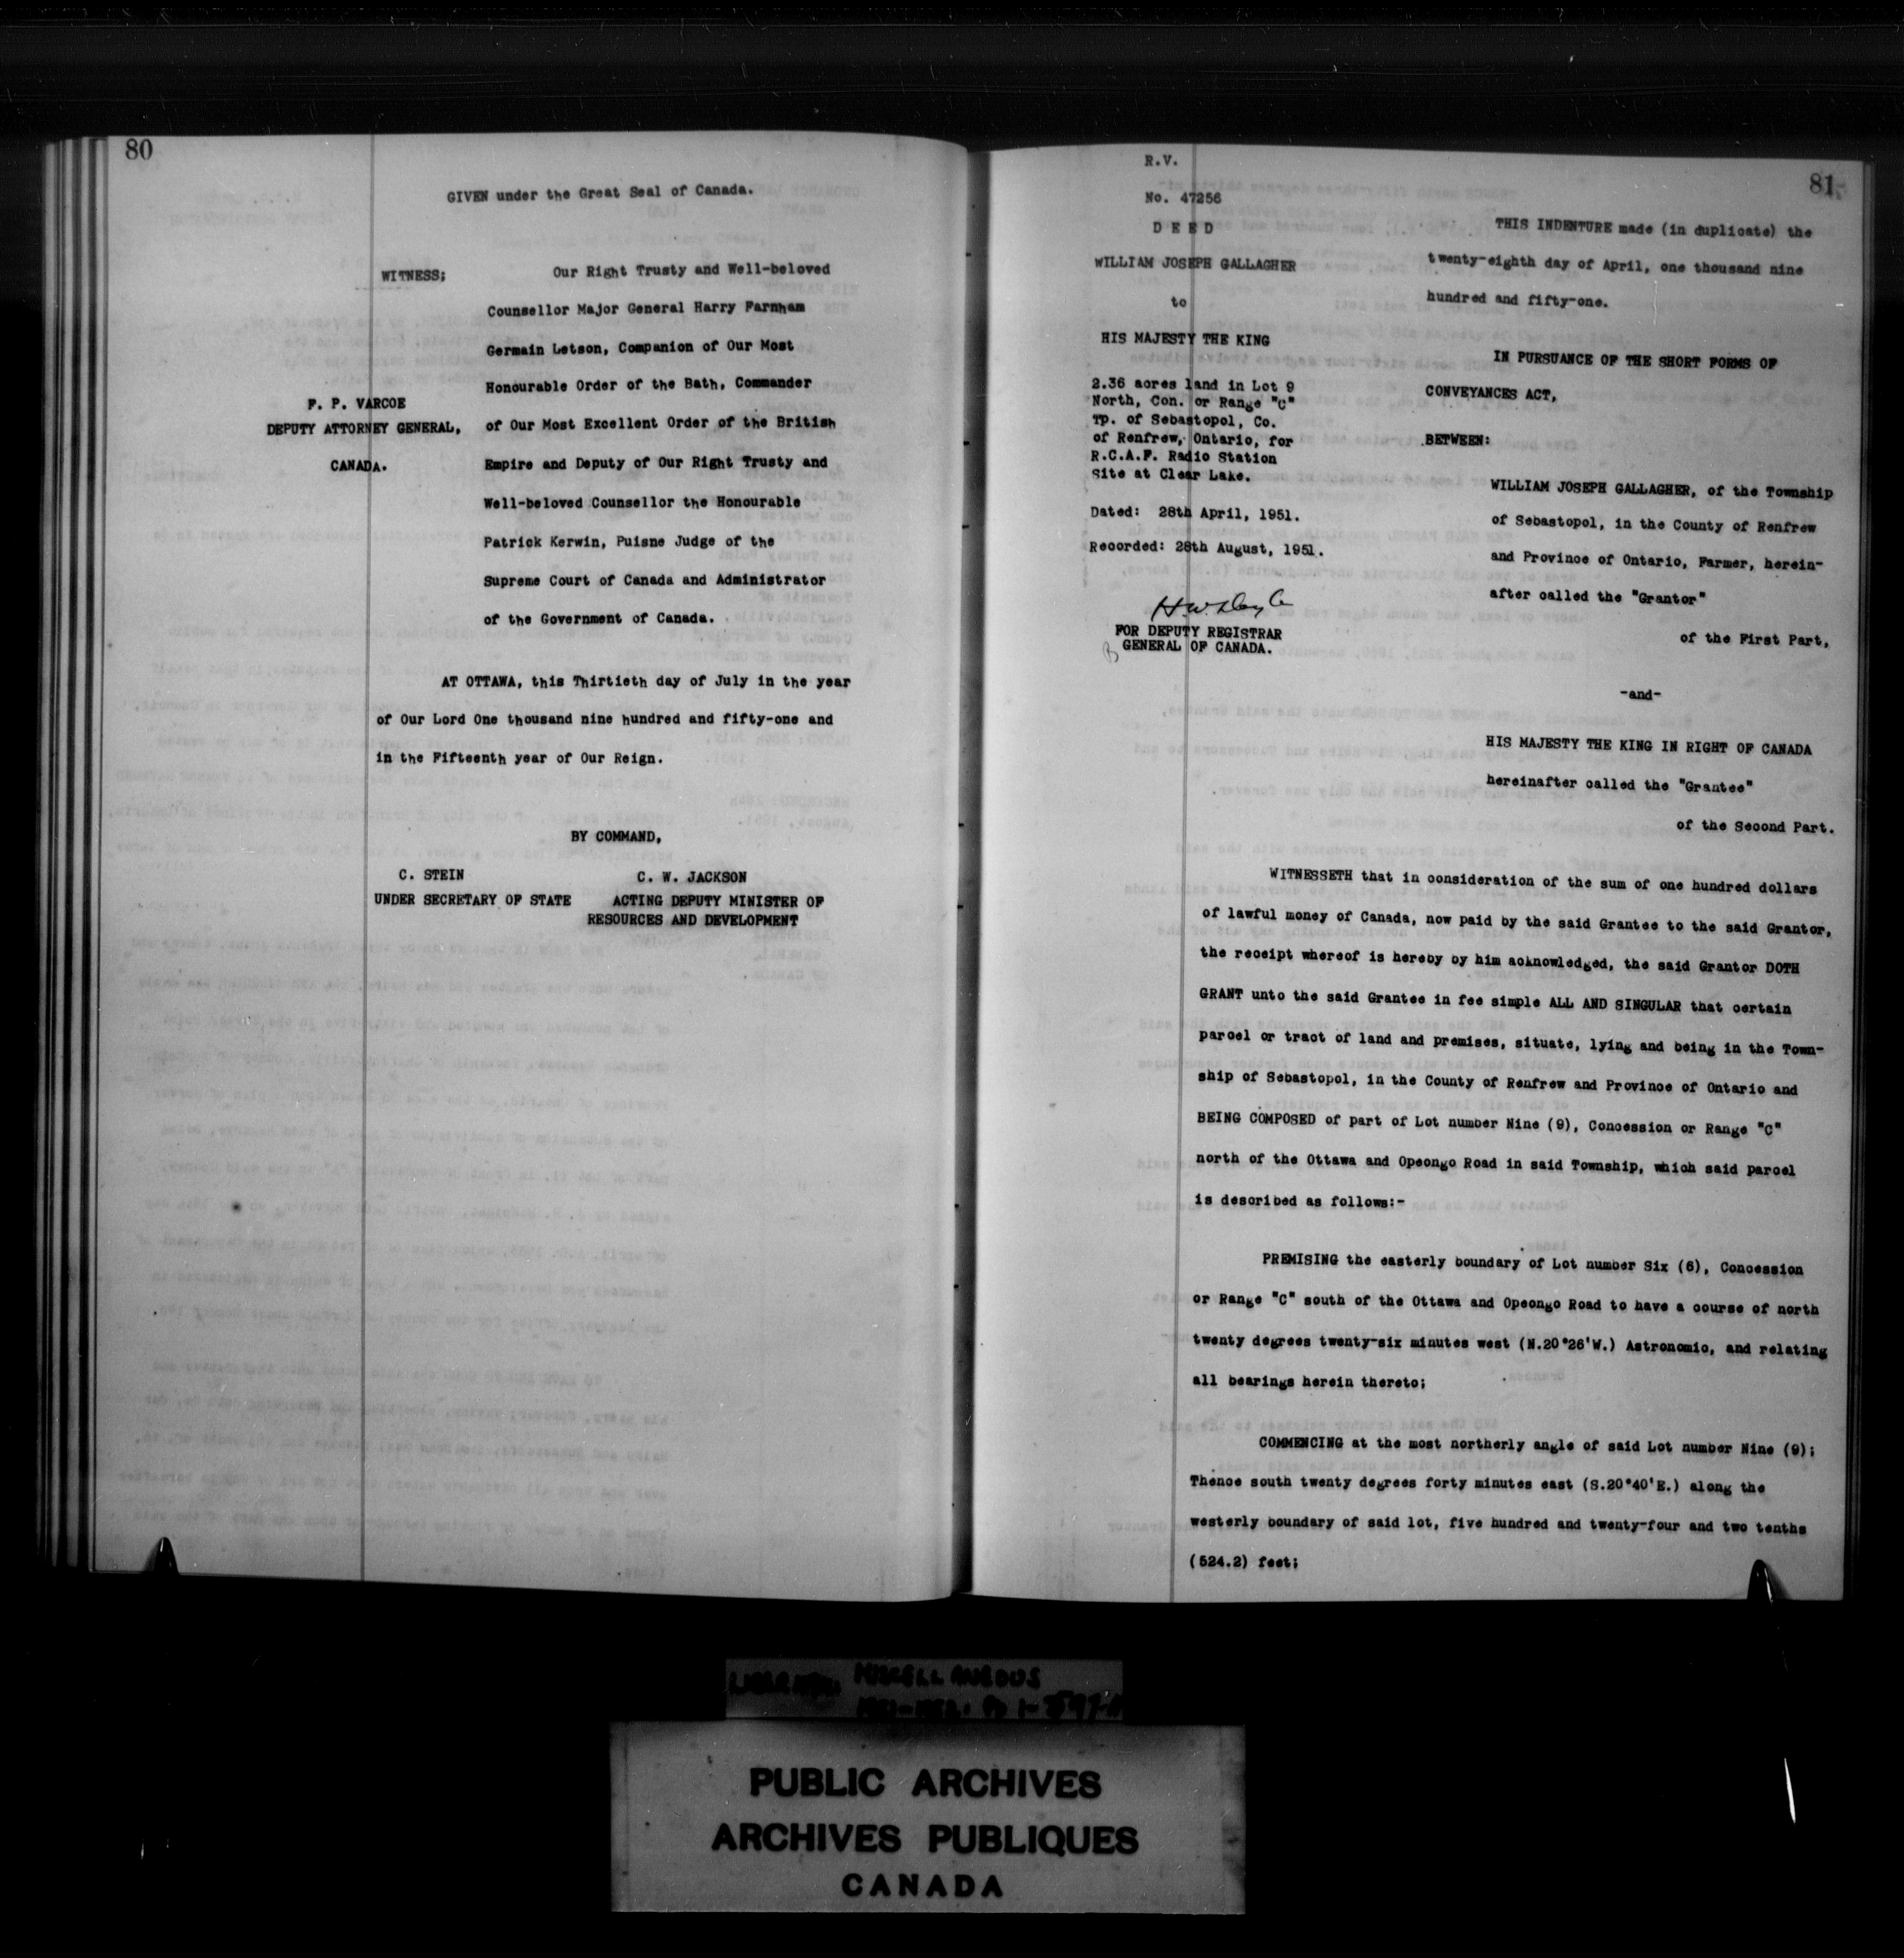 80
GIVEN under the Great Seal of Canada.
WITNESS;
Our Right Trusty and Well-beloved
Counsellor Major General Harry Farnham
Germain Letson, Companion of Our Most
Honourable Order of the Bath, Commander
of Our Most Excellent Order of the British
Empire and Deputy of Our Right Trusty and
Well-beloved Counsellor the Honourable
Patrick Kerwin, Puisne Judge of the
Supreme Court of Canada and Administrator
of the Government of Canada.
F. P. VARCOE
DEPUTY ATTORNEY GENERAL,
CANADA.
AT OTTAWA, this Thirtieth day of July in the year
of Our Lord One thousand nine hundred and fifty-one and
in the Fifteenth year of Our Reign.
BY COMMAND,
C. STEIN
UNDER SECRETARY OF STATE
C. W. JACKSON
ACTING DEPUTY MINISTER OF
RESOURCES AND DEVELOPMENT
81
R.V.
No. 47256
D E E D
WILLIAM JOSEPH GALLAGHER
to
HIS MAJESTY THE KING
2.36 acres land in Lot 9
North, Con. or Range "C"
Tp. of Sebastopol, Co.
of Renfrew, Ontario, for
R.C.A.F. Radio Station
Site at Clear Lake.
Dated: 28th April, 1951.
Recorded: 28th August, 1951.
FOR DEPUTY REGISTRAR
GENERAL OF CANADA.
THIS INDENTURE made (in duplicate) the
twenty-eighth day of April, one thousand nine
hundred and fifty-one.
IN PURSUANCE OF THE SHORT FORMS OF
CONVEYANCES ACT,
BETWEEN:
WILLIAM JOSEPH GALLAGHER, of the Township
of Sebastopol, in the County of Renfrew
and Province of Ontario, Farmer, herein-
after called the "Grantor"
of the First Part,
-and-
HIS MAJESTY THE KING IN RIGHT OF CANADA
hereinafter called the "Grantee"
of the Second Part.
WITNESSETH that in consideration of the sum of one hundred dollars
of lawful money of Canada, now paid by the said Grantee to the said Grantor,
the receipt whereof is hereby by him acknowledged, the said Grantor DOTH
GRANT unto the said Grantee in fee simple ALL AND SINGULAR that certain
parcel or tract of land and premises, situate, lying and being in the Town-
ship of Sebastopol, in the County of Renfrew and Province of Ontario and
BEING COMPOSED of part of Lot number Nine (9), Concession or Range "C"
north of the Ottawa and Opeongo Road in said Township, which said parcel
is described as follows:-
PREMISING the easterly boundary of Lot number Six (6), Concession
or Range "C" south of the Ottawa and Opeongo Road to have a course of north
twenty degrees twenty-six minutes west (N.20°26'W.) Astronomic, and relating
all bearings herein thereto;
COMMENCING at the most northerly angle of said Lot number Nine (9);
Thence south twenty degrees forty minutes east (S.20°40'E.) along the
westerly boundary of said lot, five hundred and twenty-four and two tenths
(524.2) feet;
MISCELLANEOUS
PUBLIC ARCHIVES
ARCHIVES PUBLIQUES
CANADA